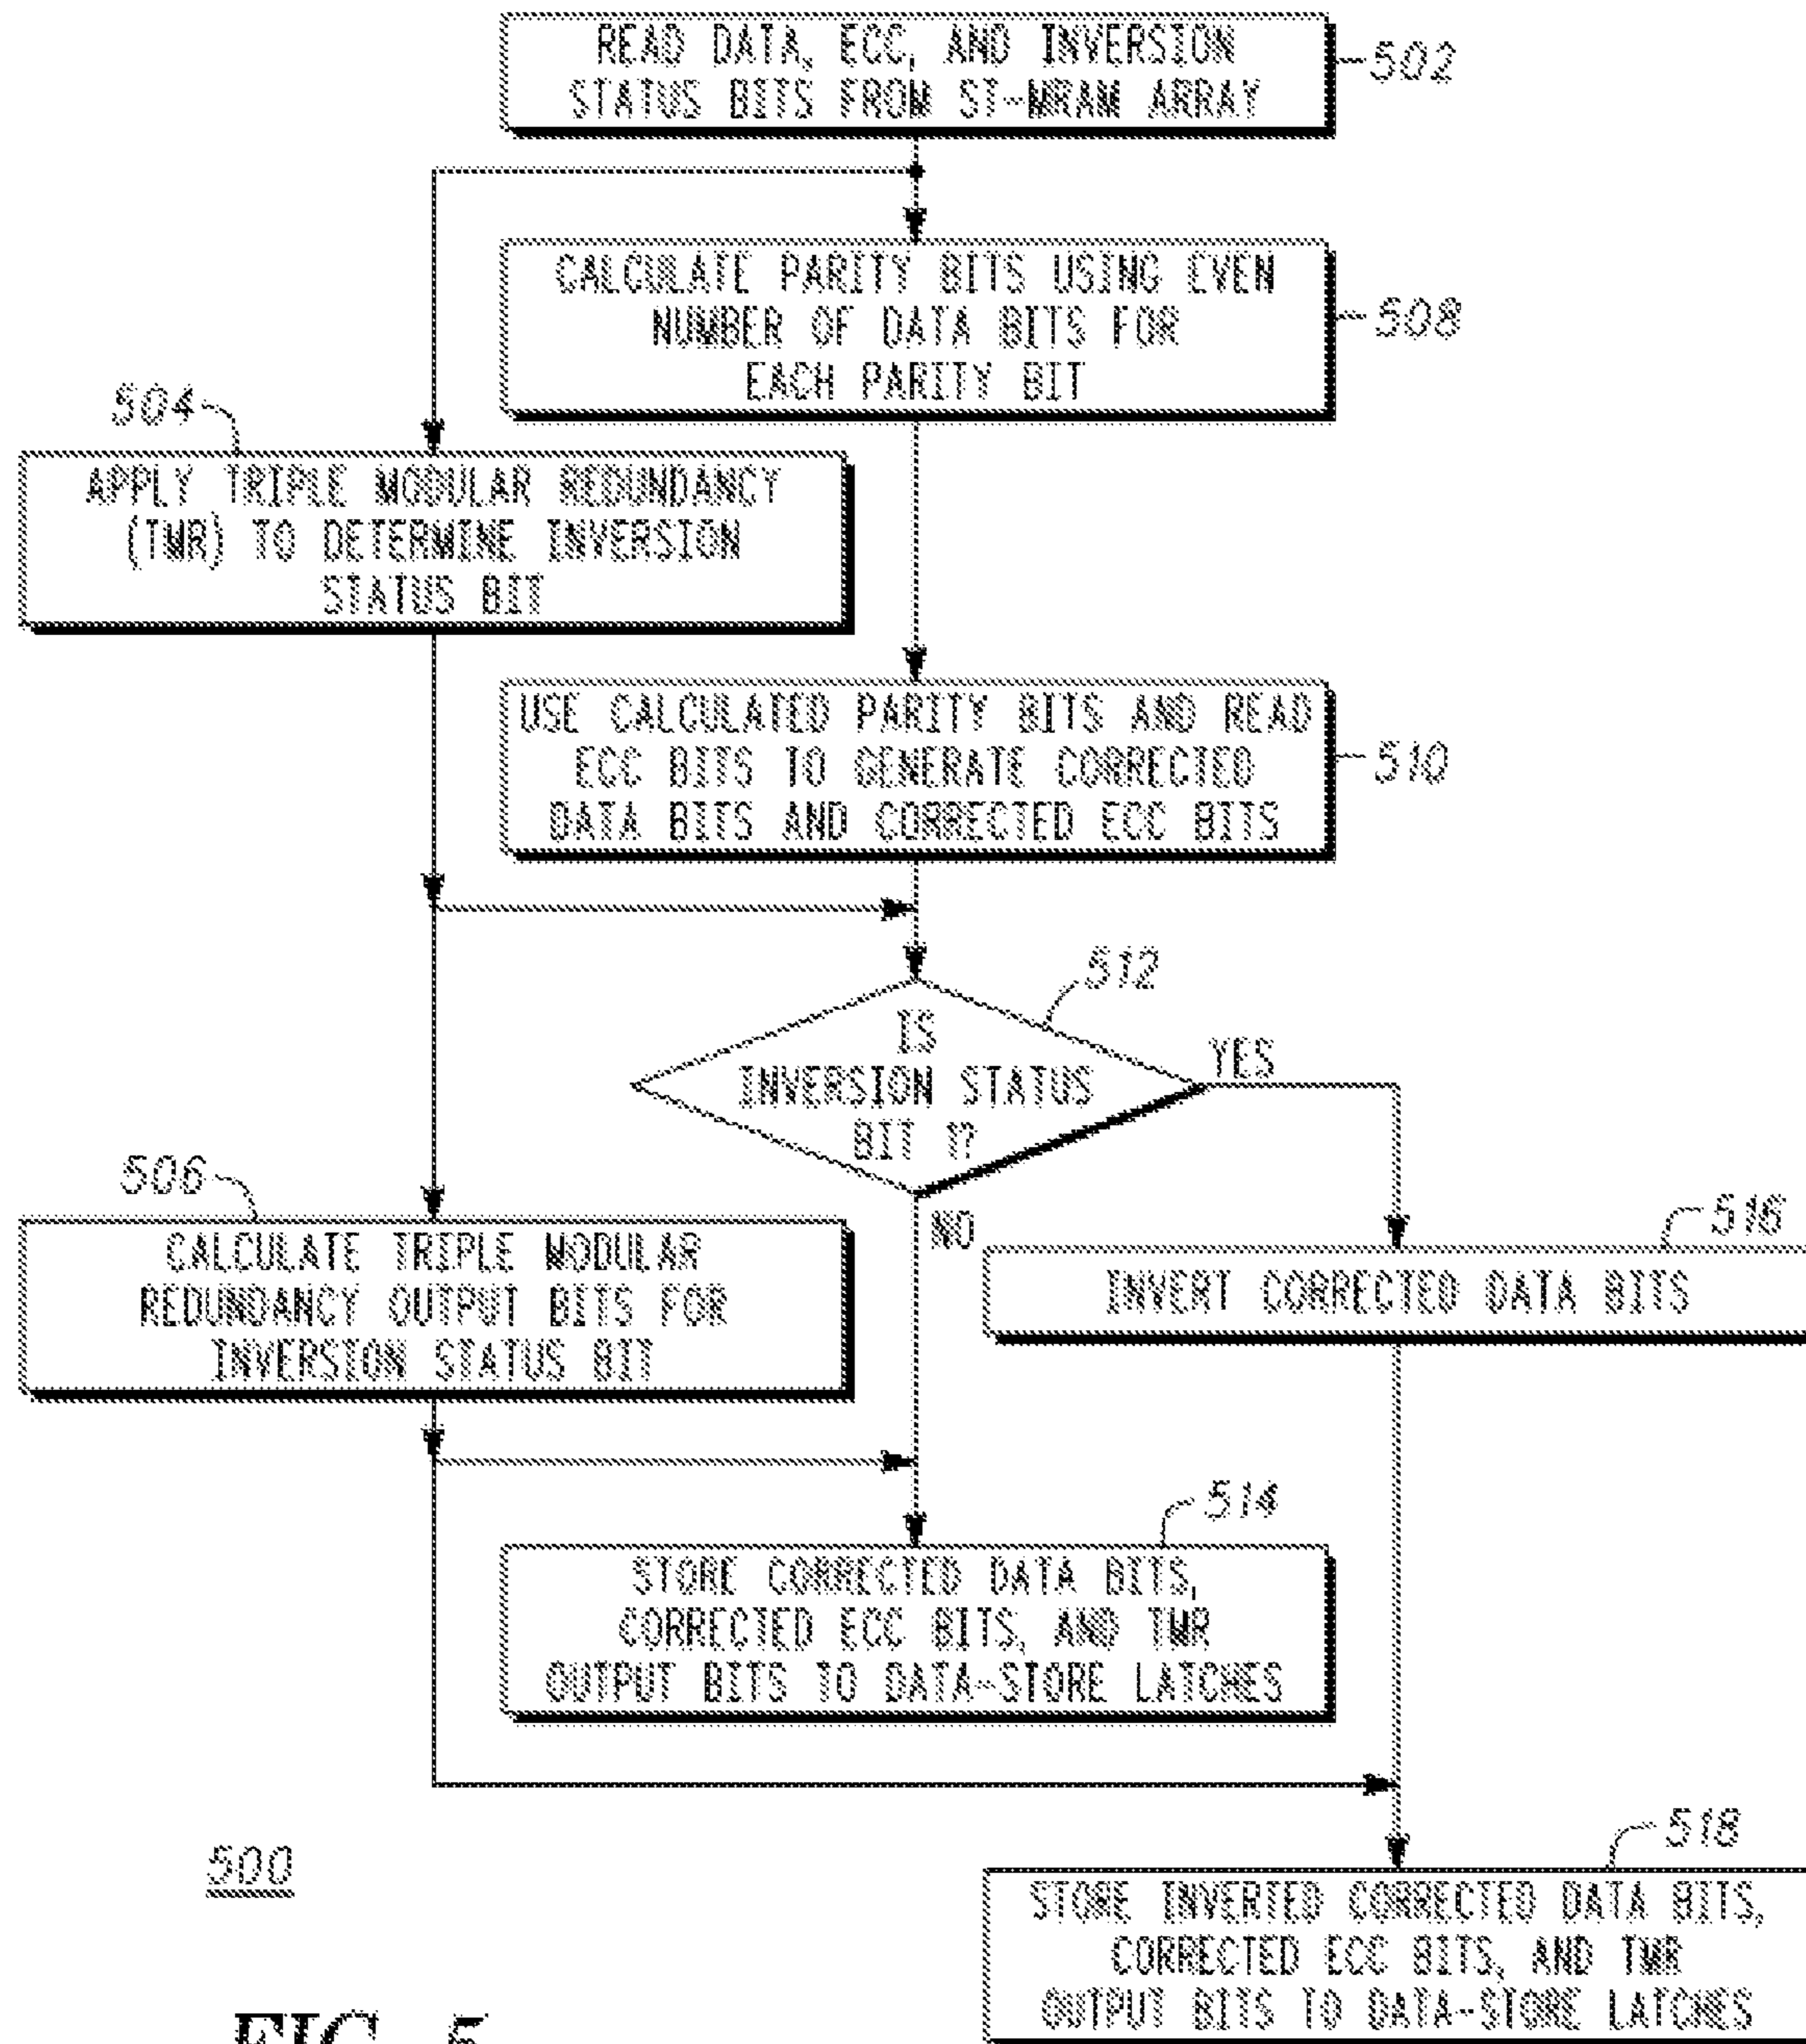 READ DATA, ECC, AND INVERSION
STATUS BITS FROM ST-MRAM ARRAY
502
CALCULATE PARITY BITS USING EVEN
NUMBER OF DATA BITS FOR
EACH PARITY BIT
508
504
APPLY TRIPLE MODULAR REDUNDANCY
(TMR) TO DETERMINE INVERSION
STATUS BIT
USE CALCULATED PARITY BITS AND READ
ECC BITS TO GENERATE CORRECTED
DATA BITS AND CORRECTED ECC BITS
510
512
IS
INVERSION STATUS
BIT 1?
YES
NO
506
CALCULATE TRIPLE MODULAR
REDUNDANCY OUTPUT BITS FOR
INVERSION STATUS BIT
516
INVERT CORRECTED DATA BITS
514
STORE CORRECTED DATA BITS,
CORRECTED ECC BITS, AND TMR
OUTPUT BITS TO DATA-STORE LATCHES
518
STORE INVERTED CORRECTED DATA BITS,
CORRECTED ECC BITS, AND TMR
OUTPUT BITS TO DATA-STORE LATCHES
500
FIG. 5